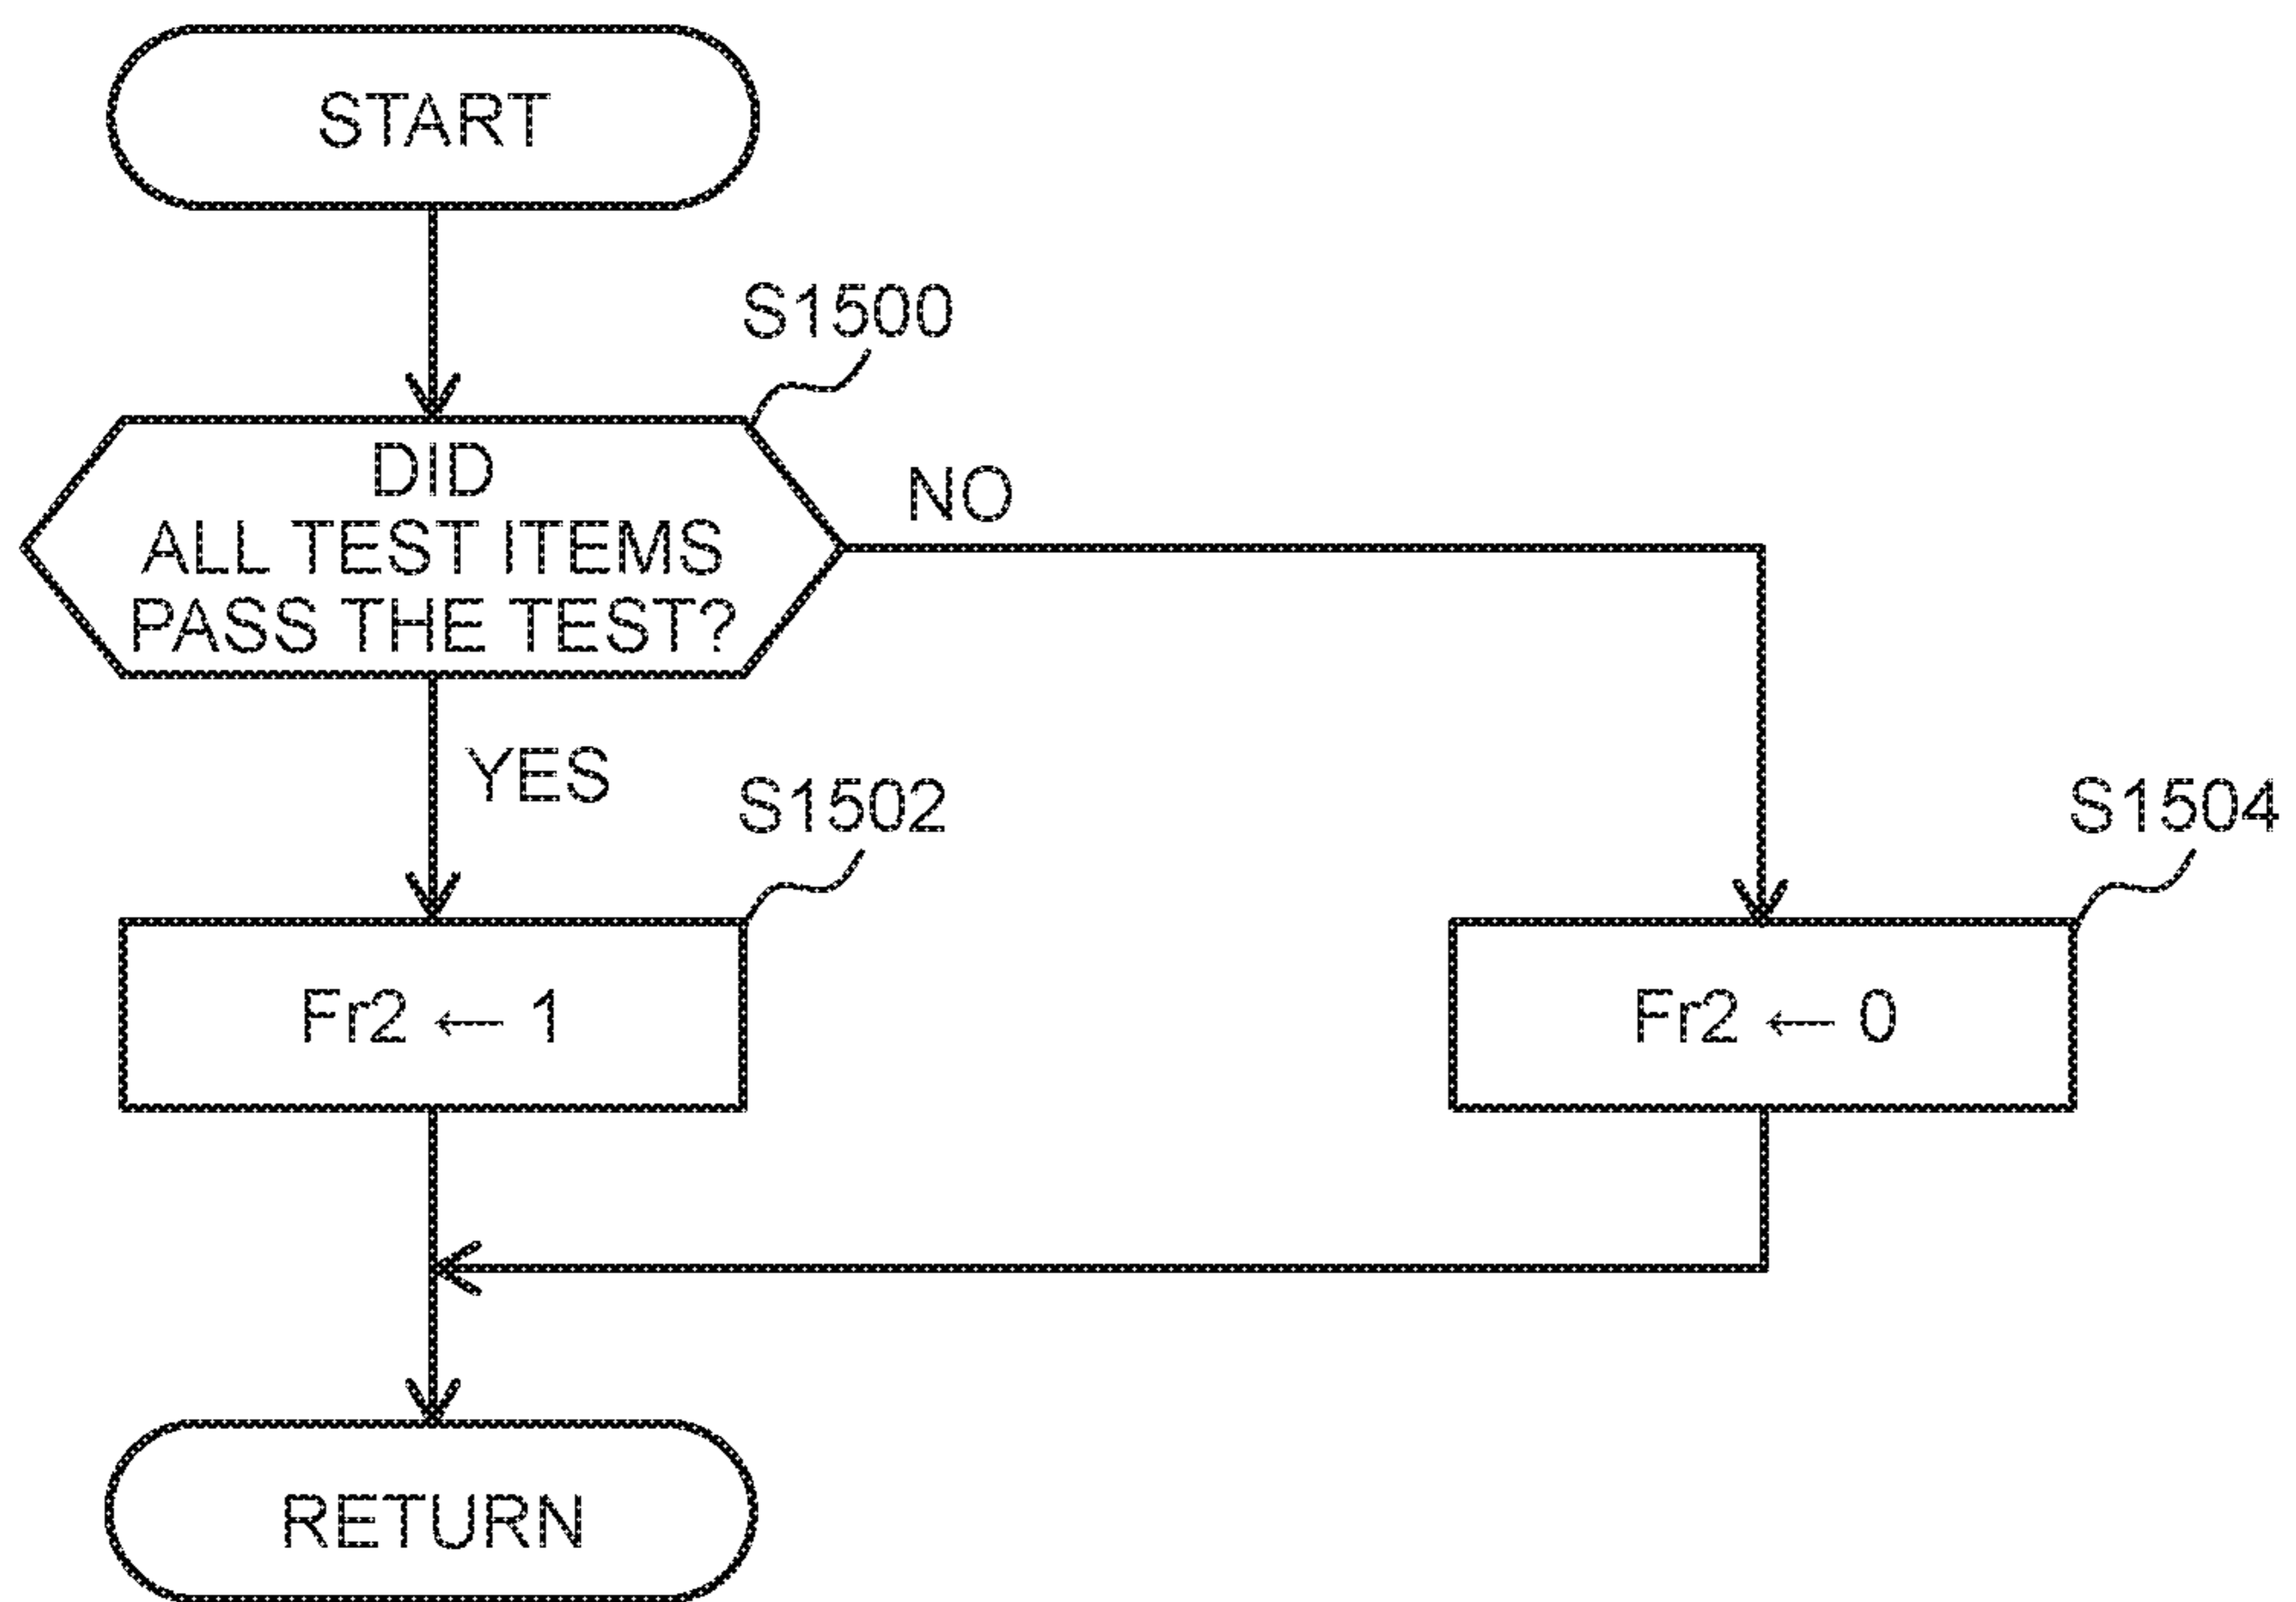 START
S1500
DID
ALL TEST ITEMS
PASS THE TEST?
NO
YES
S1502
S1504
Fr2 ← 1
Fr2 ← 0
RETURN